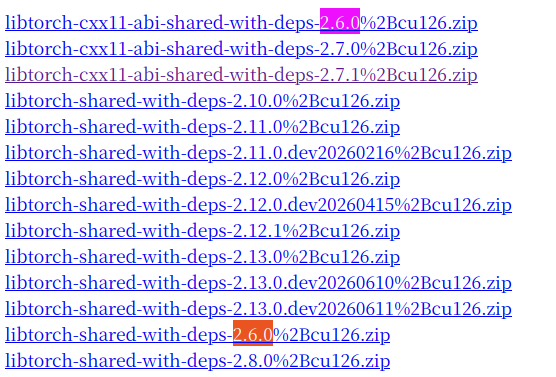 libtorch-cxx11-abi-shared-with-deps-2.6.0%2Bcu126.zip
libtorch-cxx11-abi-shared-with-deps-2.7.0%2Bcu126.zip
libtorch-cxx11-abi-shared-with-deps-2.7.1%2Bcu126.zip
libtorch-shared-with-deps-2.10.0%2Bcu126.zip
libtorch-shared-with-deps-2.11.0%2Bcu126.zip
libtorch-shared-with-deps-2.11.0.dev20260216%2Bcu126.zip
libtorch-shared-with-deps-2.12.0%2Bcu126.zip
libtorch-shared-with-deps-2.12.0.dev20260415%2Bcu126.zip
libtorch-shared-with-deps-2.12.1%2Bcu126.zip
libtorch-shared-with-deps-2.13.0%2Bcu126.zip
libtorch-shared-with-deps-2.13.0.dev20260610%2Bcu126.zip
libtorch-shared-with-deps-2.13.0.dev20260611%2Bcu126.zip
libtorch-shared-with-deps-2.6.0%2Bcu126.zip
libtorch-shared-with-deps-2.8.0%2Bcu126.zip